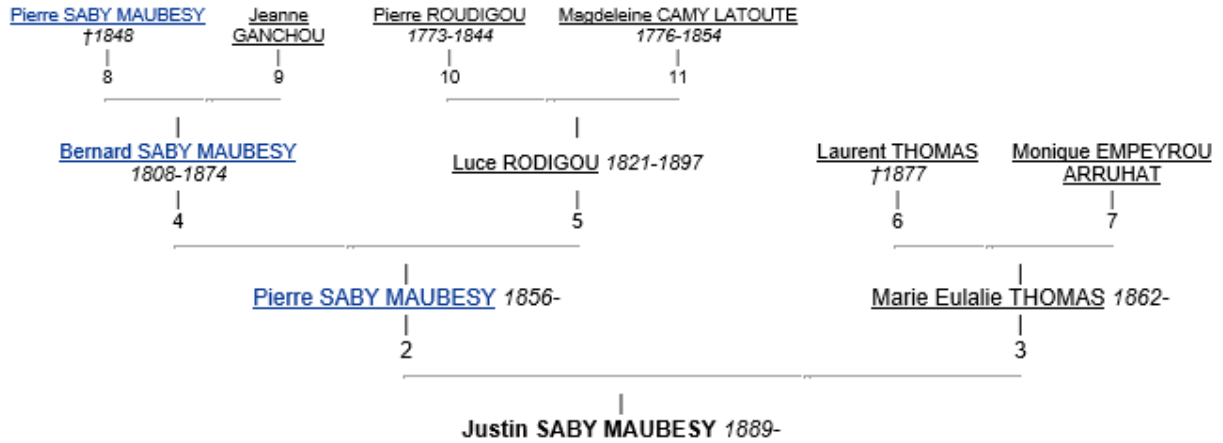 Pierre SABY MAUBESY
†1848
Jeanne
GANCHOU
Pierre ROUDIGOU
1773-1844
Magdeleine CAMY LATOUTE
1776-1854
8
9
10
11
Bernard SABY MAUBESY
1808-1874
Luce RODIGOU 1821-1897
Laurent THOMAS
†1877
Monique EMPEYROU
ARRUHAT
4
5
6
7
Pierre SABY MAUBESY 1856-
Marie Eulalie THOMAS 1862-
2
3
Justin SABY MAUBESY 1889-